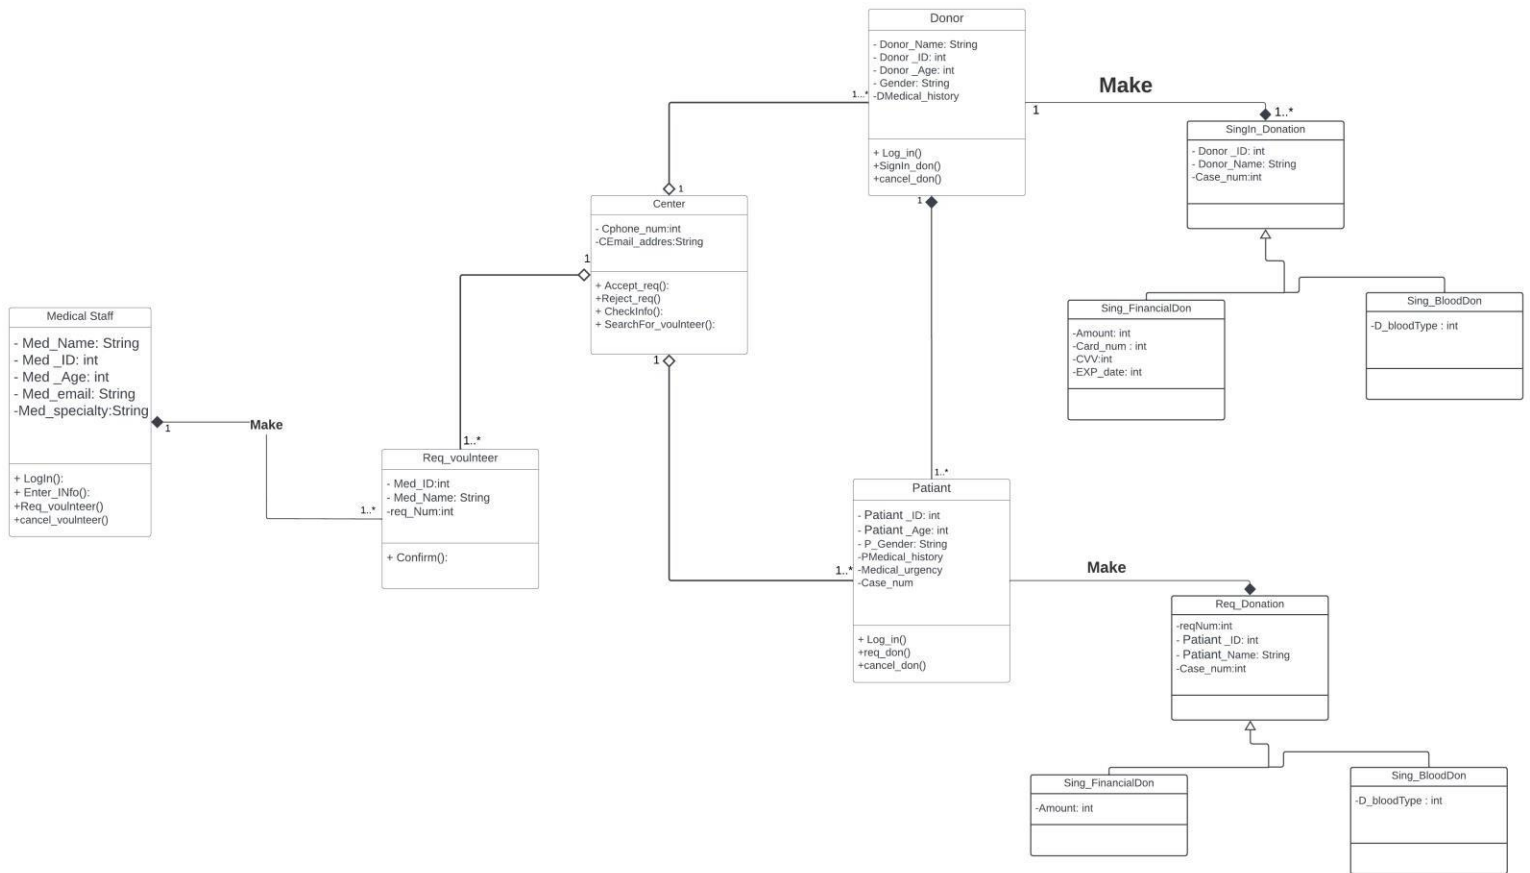 Donor
- Donor_Name: String
- Donor _ID: int
- Donor _Age: int
- Gender: String
-DMedical_history
+ Log_in()
+SignIn_don()
+cancel_don()
1...*
1
Make
1
1..*
SingIn_Donation
- Donor _ID: int
- Donor_Name: String
-Case_num:int
Sing_FinancialDon
-Amount: int
-Card_num : int
-CVV:int
-EXP_date: int
Sing_BloodDon
-D_bloodType : int
1
Center
- Cphone_num:int
-CEmail_addres:String
+ Accept_req():
+Reject_req()
+ CheckInfo():
+ SearchFor_voulnteer():
1
1
Medical Staff
- Med_Name: String
- Med _ID: int
- Med _Age: int
- Med_email: String
-Med_specialty:String
+ LogIn():
+ Enter_INfo():
+Req_voulnteer()
+cancel_voulnteer()
1
Make
1..*
1..*
Req_voulnteer
- Med_ID:int
- Med_Name: String
-req_Num:int
+ Confirm():
1..*
1..*
Patiant
- Patiant _ID: int
- Patiant _Age: int
- P_Gender: String
-PMedical_history
-Medical_urgency
-Case_num
+ Log_in()
+req_don()
+cancel_don()
Make
Req_Donation
-reqNum:int
- Patiant _ID: int
- Patiant_Name: String
-Case_num:int
Sing_FinancialDon
-Amount: int
Sing_BloodDon
-D_bloodType : int